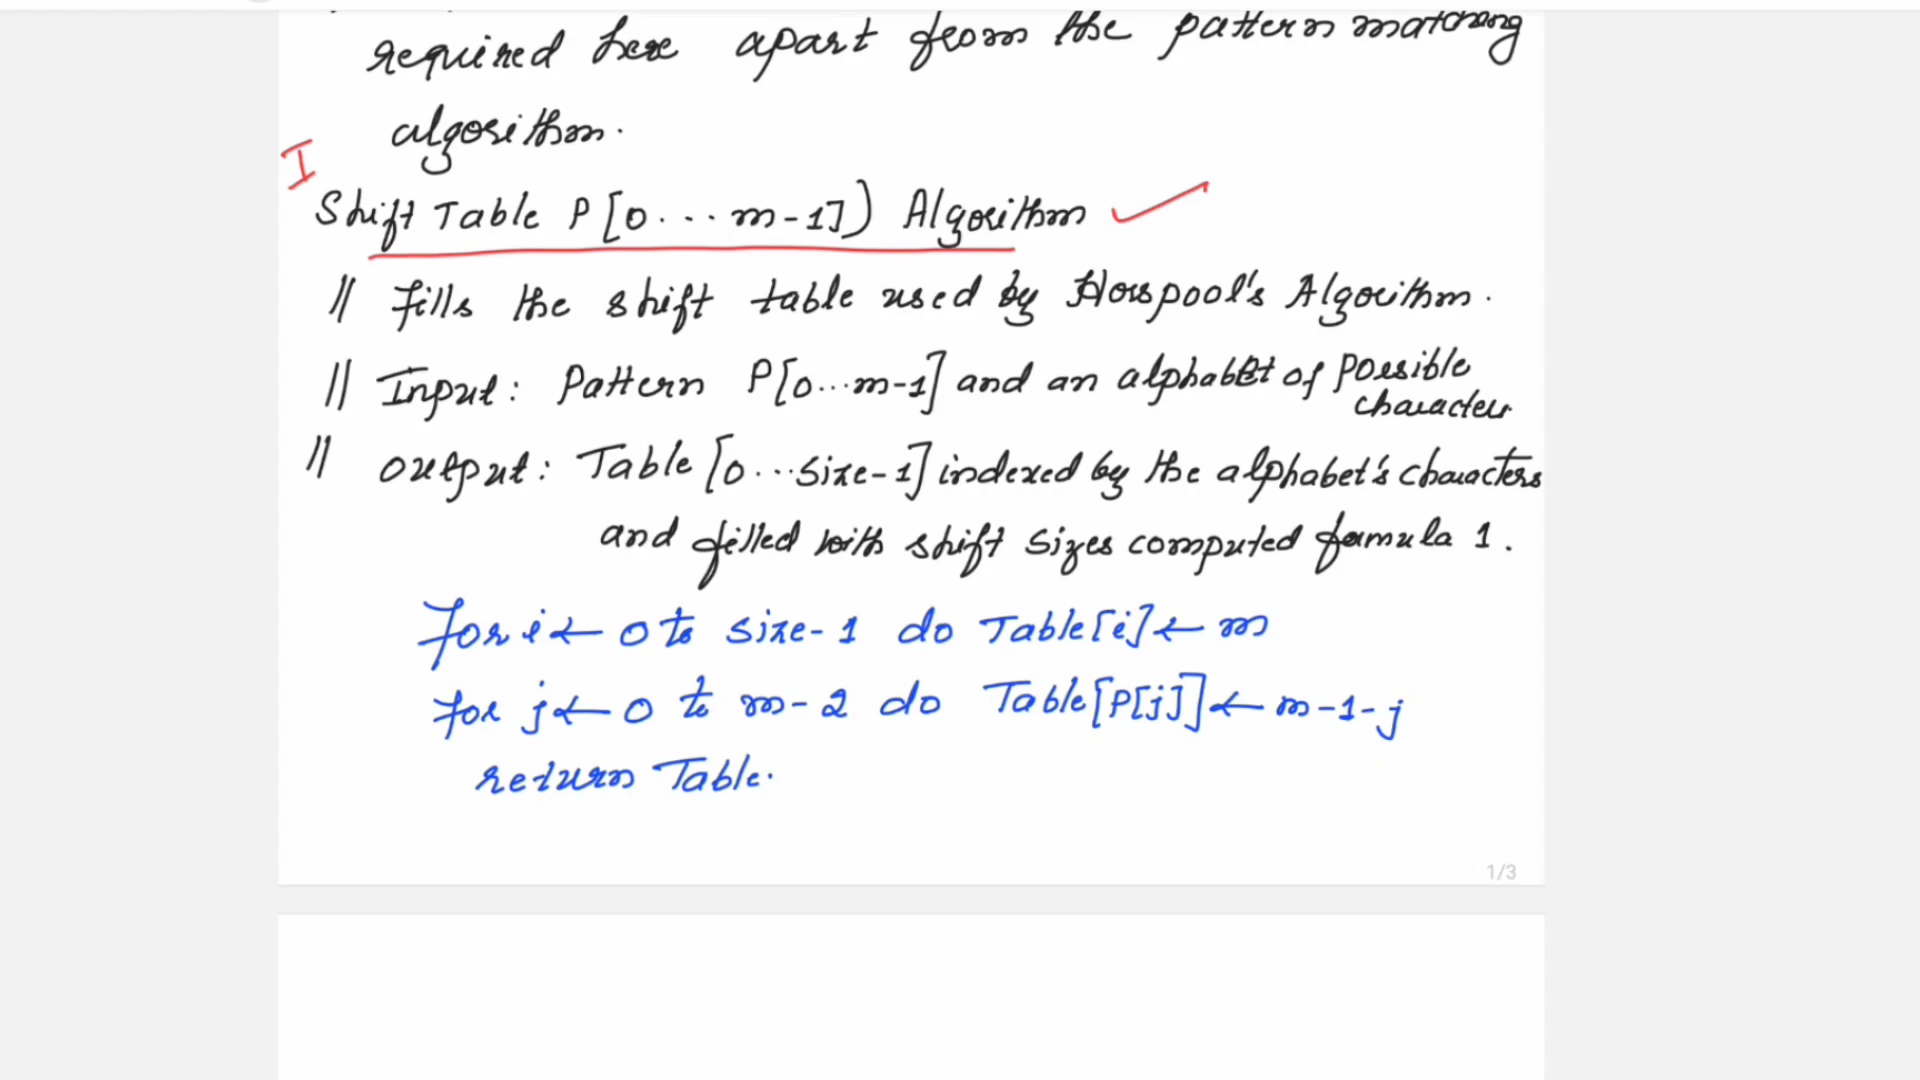 required here apart from the pattern matching
algorithm.
I
Shift Table P[0...m-1]) Algorithm
// Fills the shift table used by Horspool's Algorithm.
// Input: Pattern P[0...m-1] and an alphabet of possible
character
// output: Table [0...size-1] indexed by the alphabet's characters
and filled with shift sizes computed formula 1.
For i ← 0 to size-1 do Table[i] ← m
for j ← 0 to m-2 do Table[P[j]] ← m-1-j
return Table.
1/3